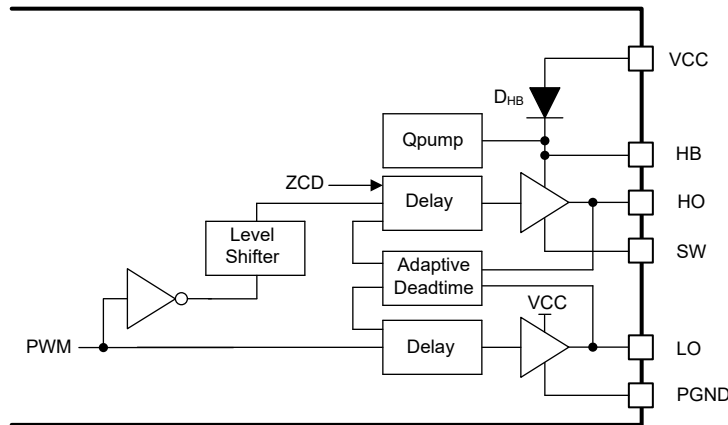 VCC
DHB
Qpump
HB
ZCD
Delay
HO
Level
Shifter
SW
Adaptive
Deadtime
VCC
PWM
Delay
LO
PGND